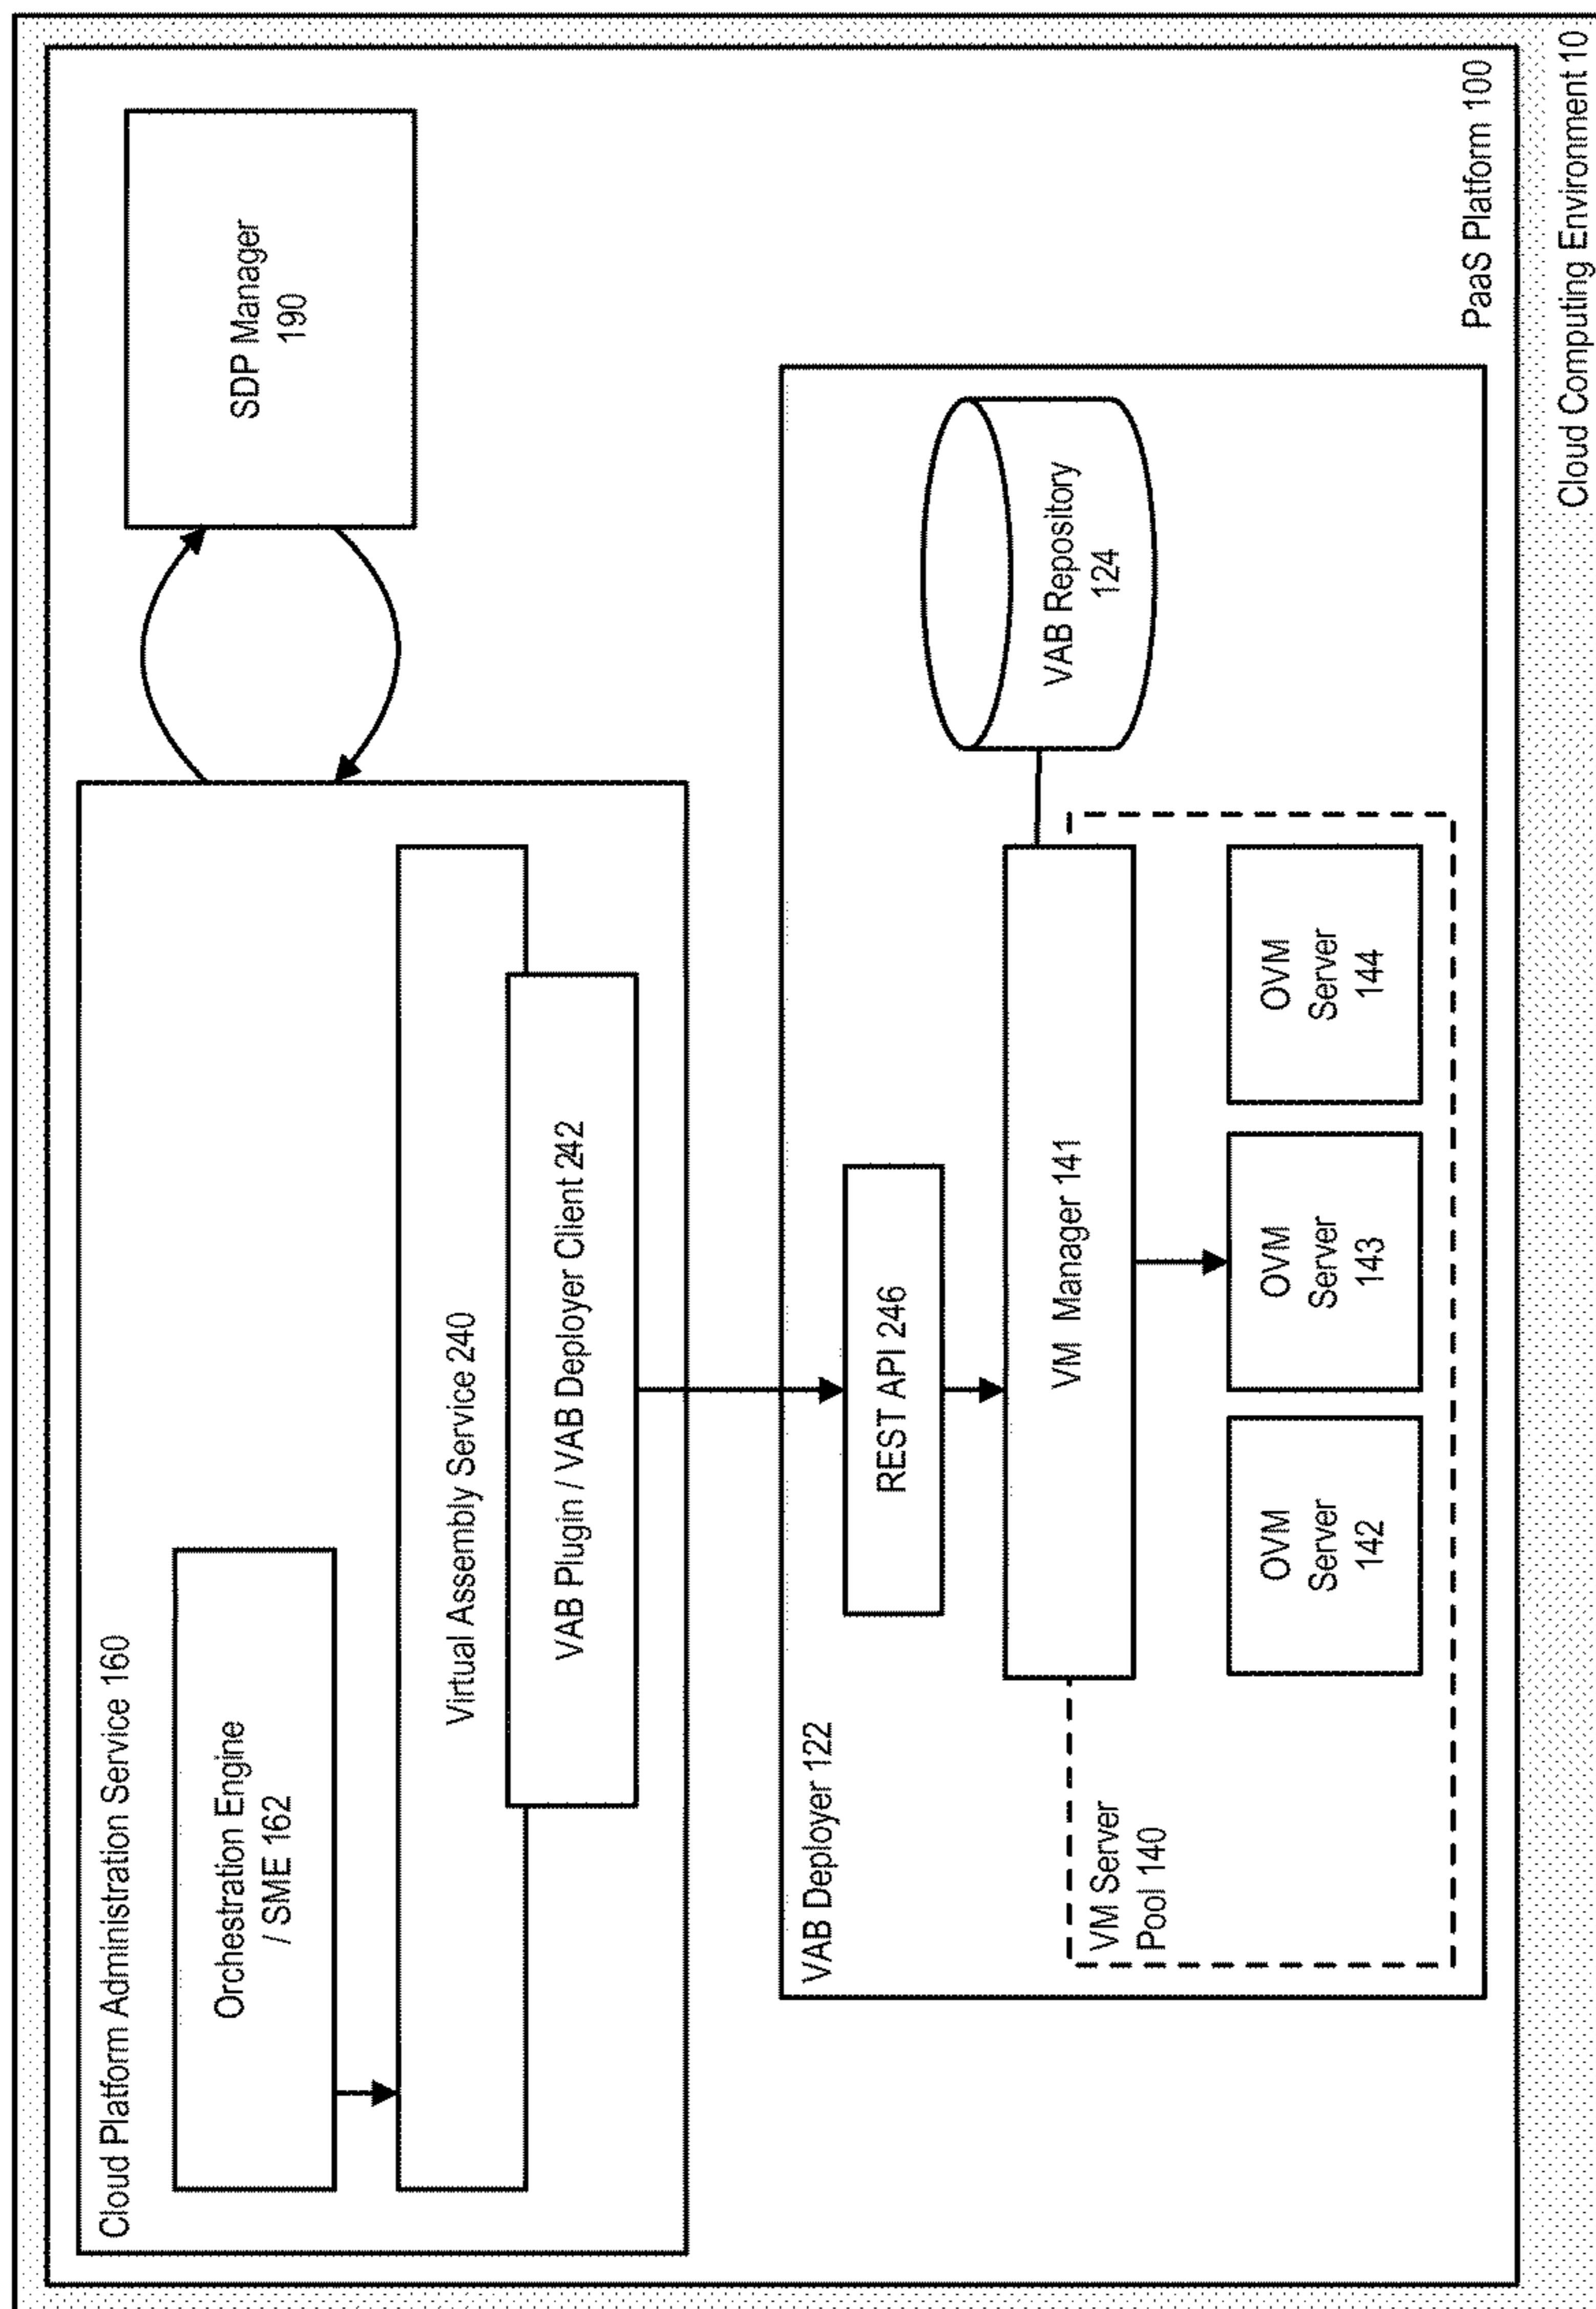 Cloud Platform Administration Service 160
Orchestration Engine
/ SME 162
Virtual Assembly Service 240
VAB Plugin / VAB Deployer Client 242
SDP Manager
190
VAB Deployer 122
REST API 246
VM Manager 141
VAB Repository
124
VM Server
Pool 140
OVM
Server
142
OVM
Server
143
OVM
Server
144
PaaS Platform 100
Cloud Computing Environment 10